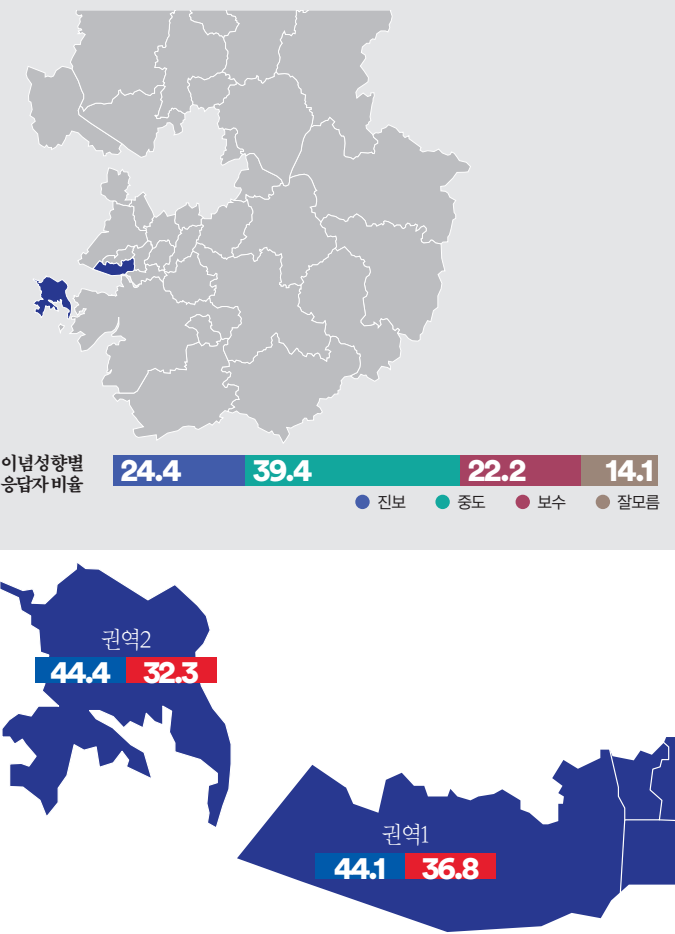 이념성향별
응답자 비율
24.4 39.4 22.2 14.1
진보 중도 보수 잘모름
권역2
44.4 32.3
권역1
44.1 36.8